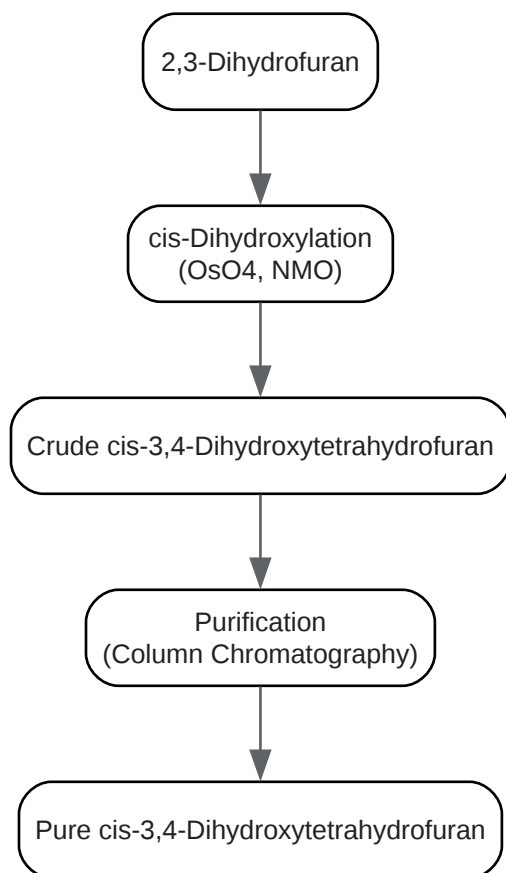 2,3-Dihydrofuran
cis-Dihydroxylation
(OsO4, NMO)
Crude cis-3,4-Dihydroxytetrahydrofuran
Purification
(Column Chromatography)
Pure cis-3,4-Dihydroxytetrahydrofuran